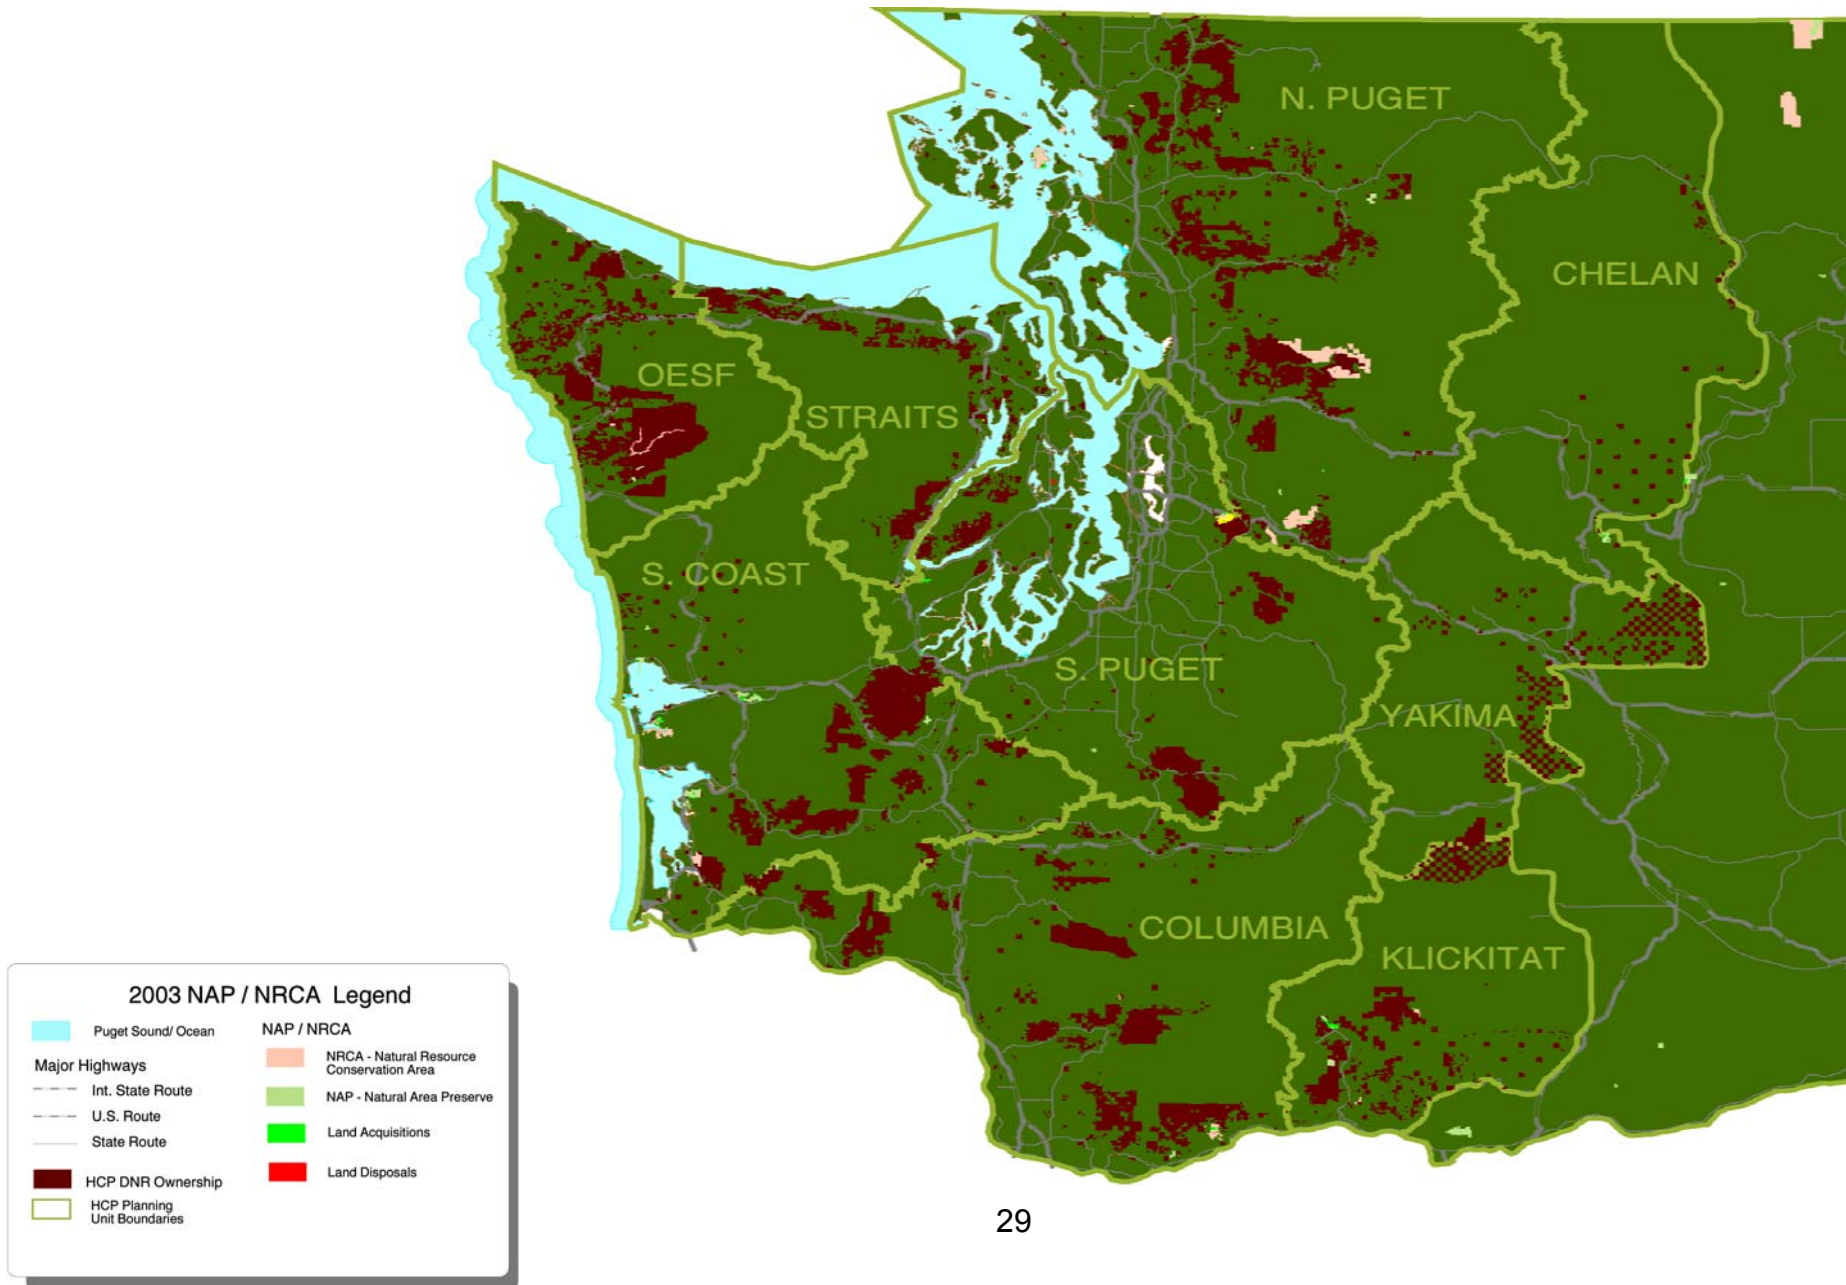 N. PUGET
CHELAN
OESF
STRAITS
S. COAST
S. PUGET
YAKIMA
COLUMBIA
KLICKITAT
2003 NAP / NRCA Legend
Puget Sound/ Ocean
Major Highways
Int. State Route
U.S. Route
State Route
HCP DNR Ownership
HCP Planning
Unit Boundaries
NAP / NRCA
NRCA - Natural Resource
Conservation Area
NAP - Natural Area Preserve
Land Acquisitions
Land Disposals
29